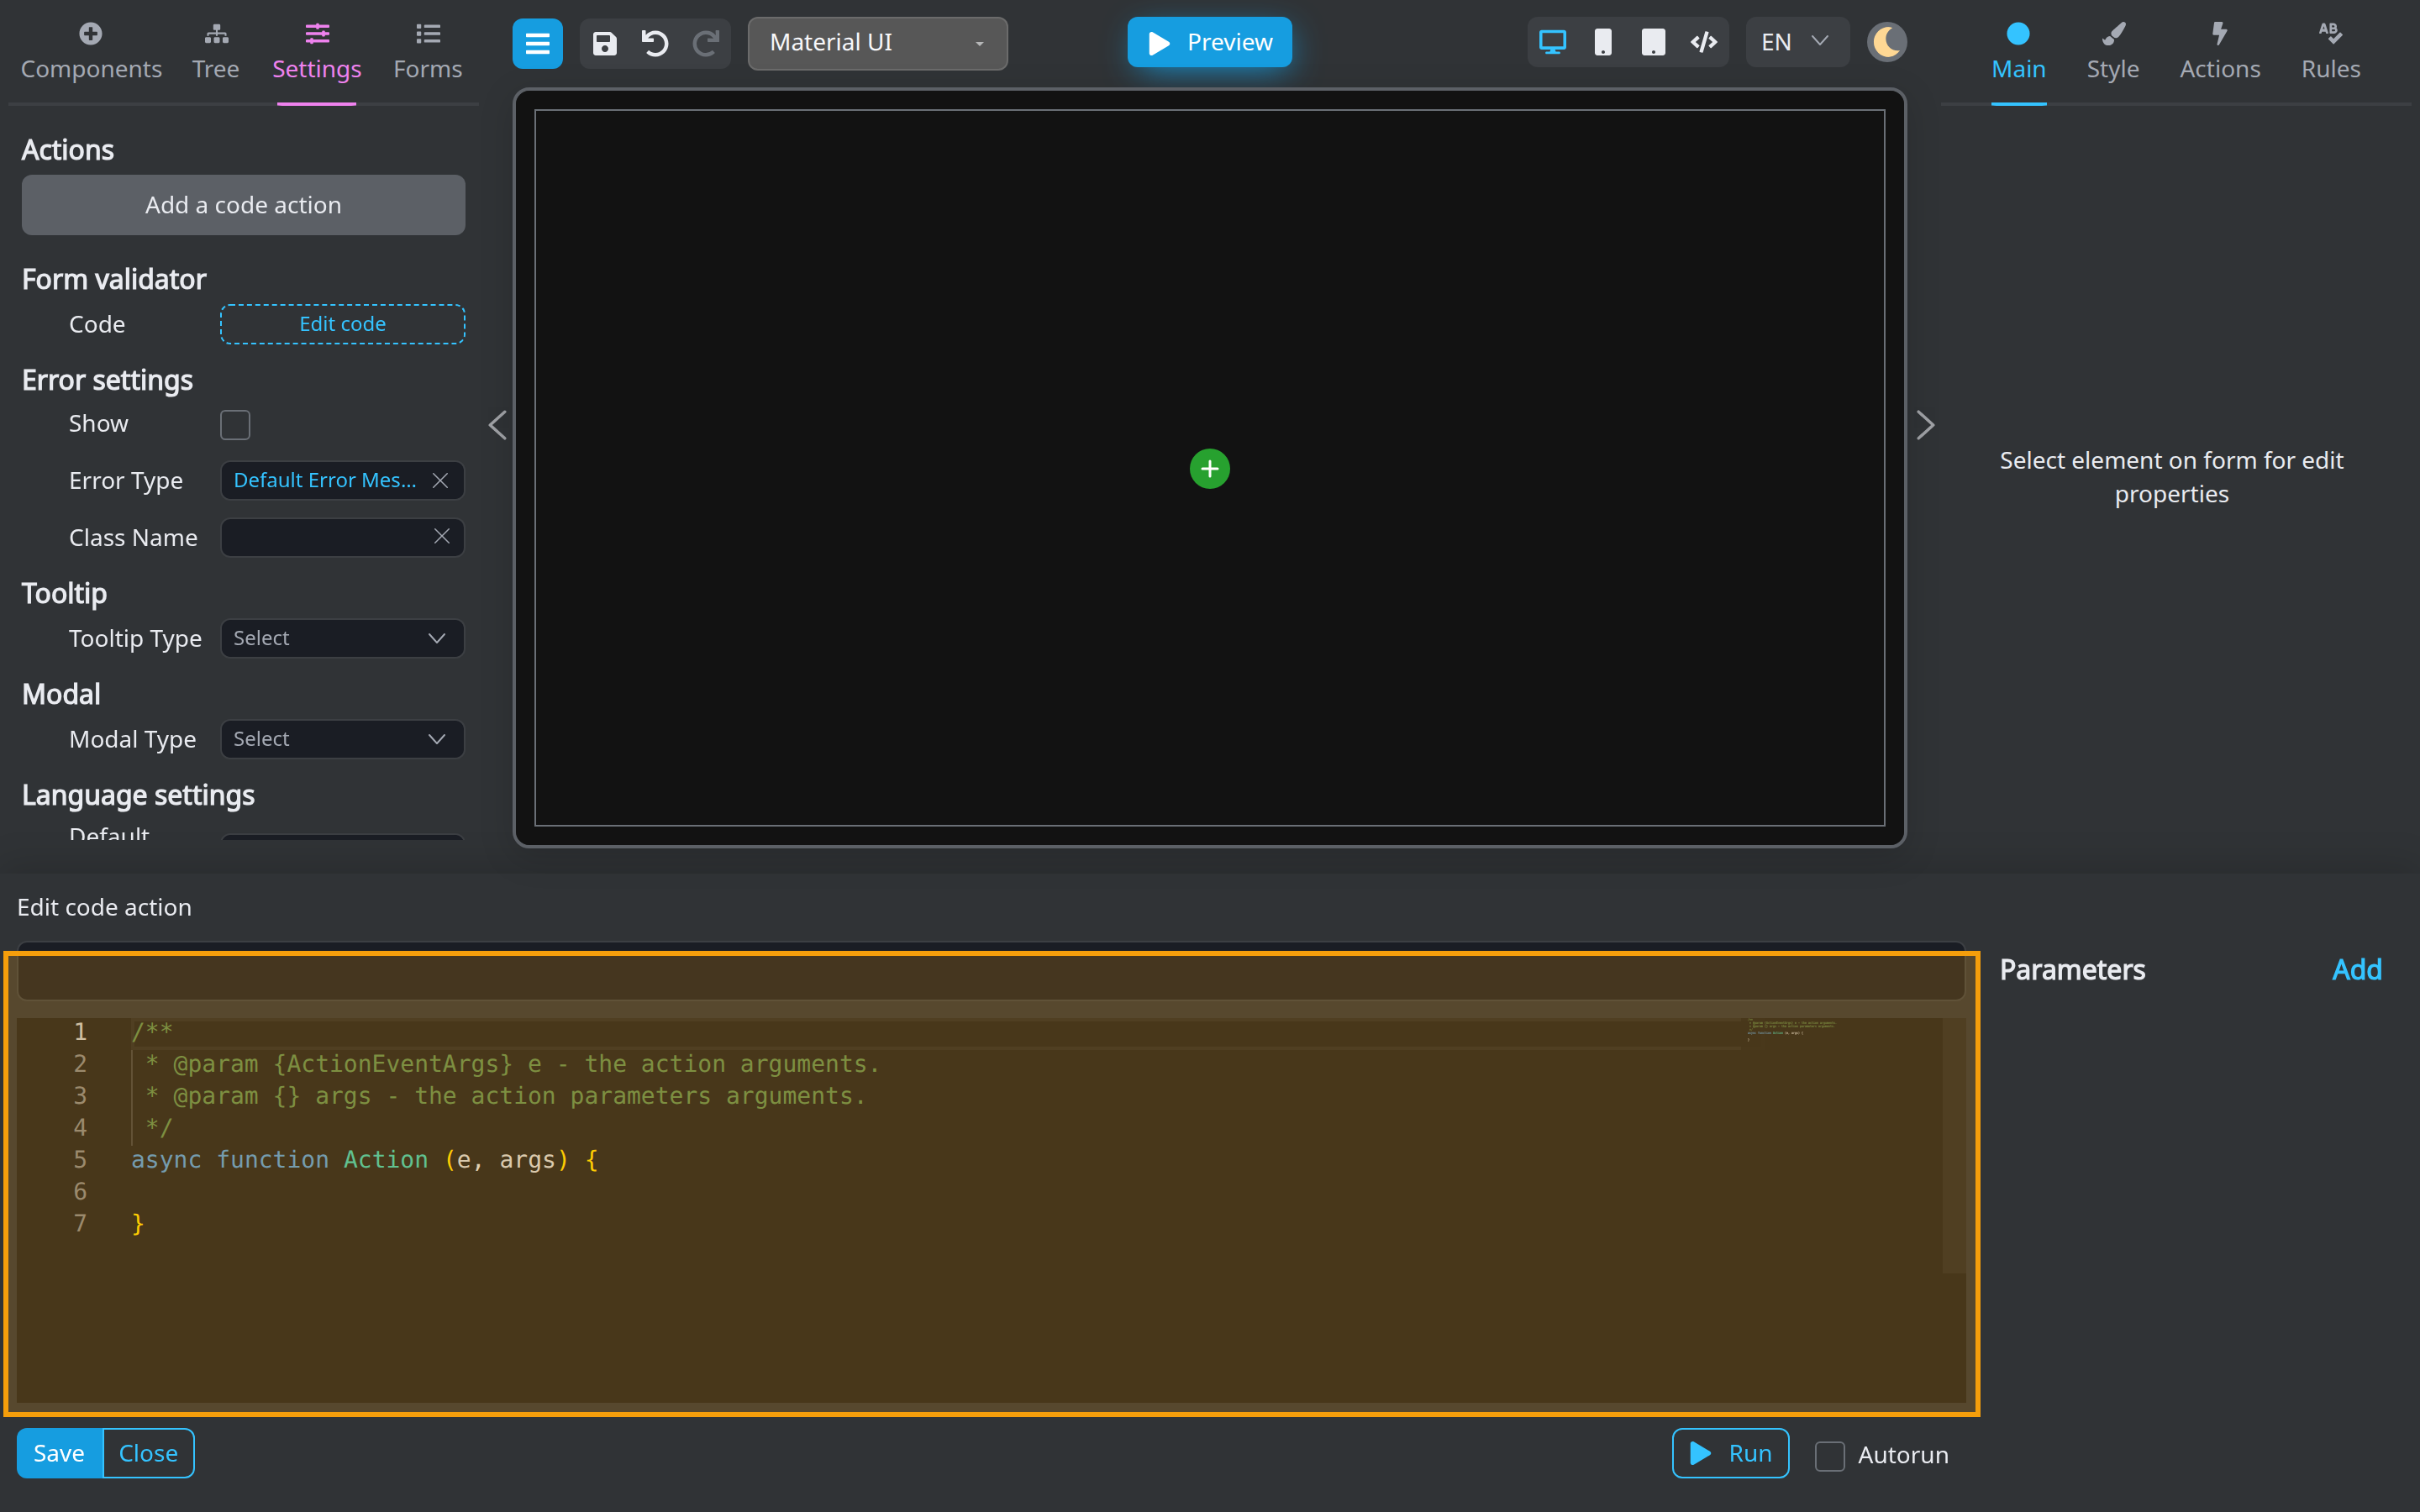 Components
Tree
Settings
Forms
Material UI
Preview
EN
Main
Style
Actions
Rules
Actions
Add a code action
Form validator
Code
Edit code
Error settings
Show
Error Type
Default Error Mes...
Class Name
Tooltip
Tooltip Type
Select
Modal
Modal Type
Select
Language settings
Default
Select element on form for edit
properties
Edit code action
Parameters
Add
1 /**
2 * @param {ActionEventArgs} e - the action arguments.
3 * @param {} args - the action parameters arguments.
4 */
5 async function Action (e, args) {
6
7 }
Save
Close
Run
Autorun